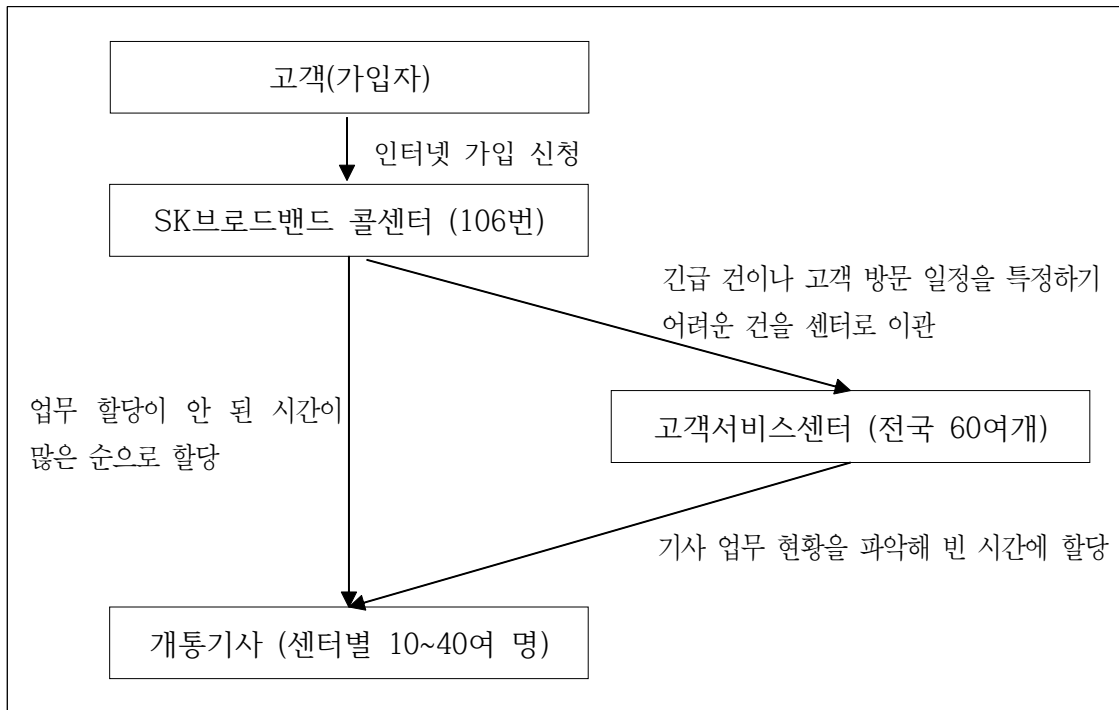 고객(가입자)
인터넷 가입 신청
SK브로드밴드 콜센터 (106번)
긴급 건이나 고객 방문 일정을 특정하기
어려운 건을 센터로 이관
업무 할당이 안 된 시간이
많은 순으로 할당
고객서비스센터 (전국 60여개)
기사 업무 현황을 파악해 빈 시간에 할당
개통기사 (센터별 10~40여 명)